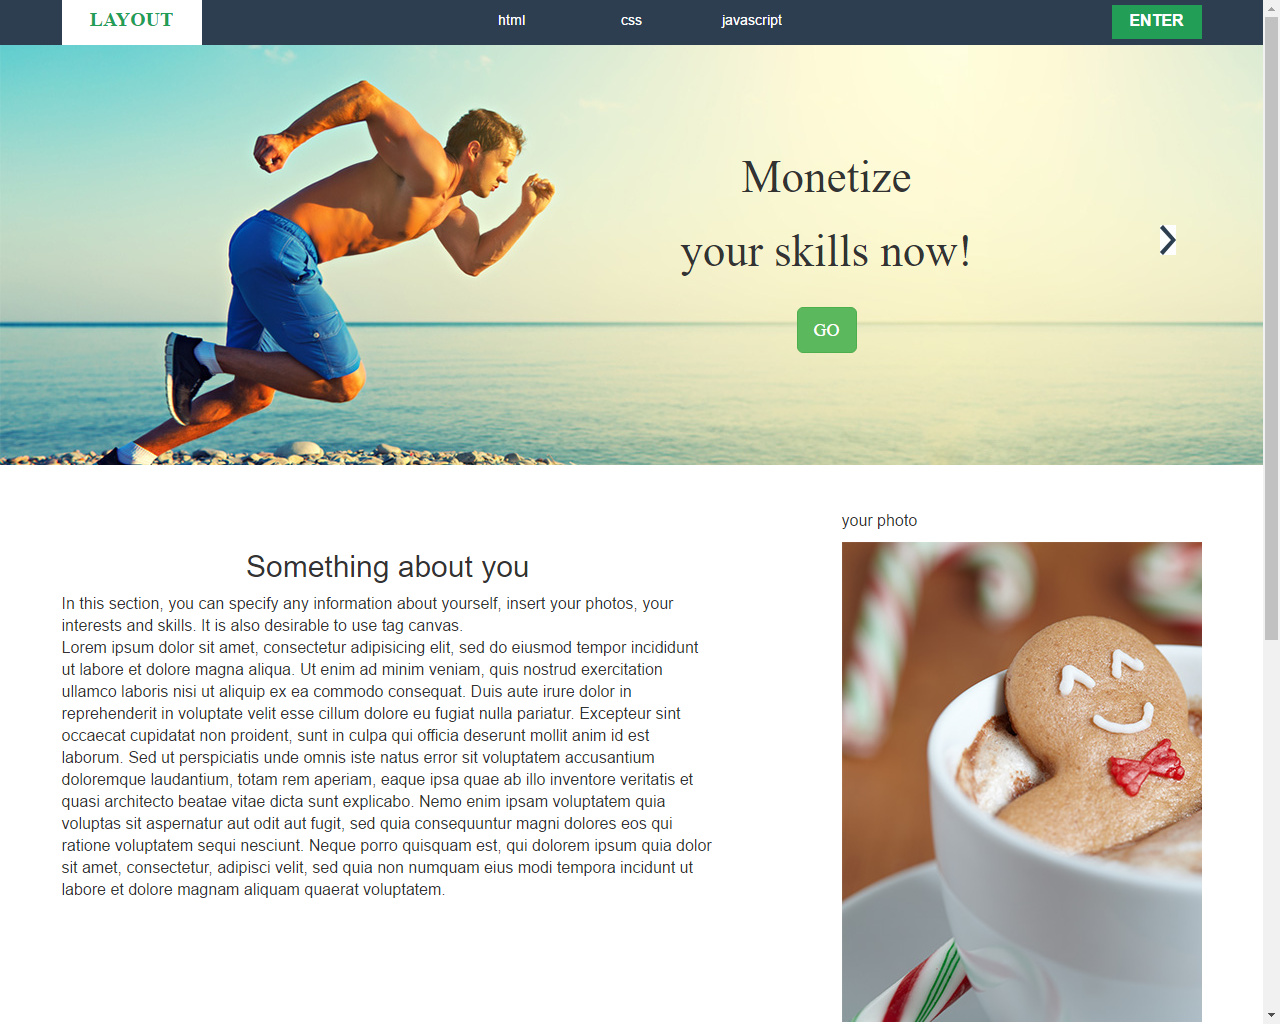 LAYOUT
html css javascript
ENTER
Monetize
your skills now!
GO
your photo
Something about you
In this section, you can specify any information about yourself, insert your photos, your
interests and skills. It is also desirable to use tag canvas.
Lorem ipsum dolor sit amet, consectetur adipisicing elit, sed do eiusmod tempor incididunt
ut labore et dolore magna aliqua. Ut enim ad minim veniam, quis nostrud exercitation
ullamco laboris nisi ut aliquip ex ea commodo consequat. Duis aute irure dolor in
reprehenderit in voluptate velit esse cillum dolore eu fugiat nulla pariatur. Excepteur sint
occaecat cupidatat non proident, sunt in culpa qui officia deserunt mollit anim id est
laborum. Sed ut perspiciatis unde omnis iste natus error sit voluptatem accusantium
doloremque laudantium, totam rem aperiam, eaque ipsa quae ab illo inventore veritatis et
quasi architecto beatae vitae dicta sunt explicabo. Nemo enim ipsam voluptatem quia
voluptas sit aspernatur aut odit aut fugit, sed quia consequuntur magni dolores eos qui
ratione voluptatem sequi nesciunt. Neque porro quisquam est, qui dolorem ipsum quia dolor
sit amet, consectetur, adipisci velit, sed quia non numquam eius modi tempora incidunt ut
labore et dolore magnam aliquam quaerat voluptatem.